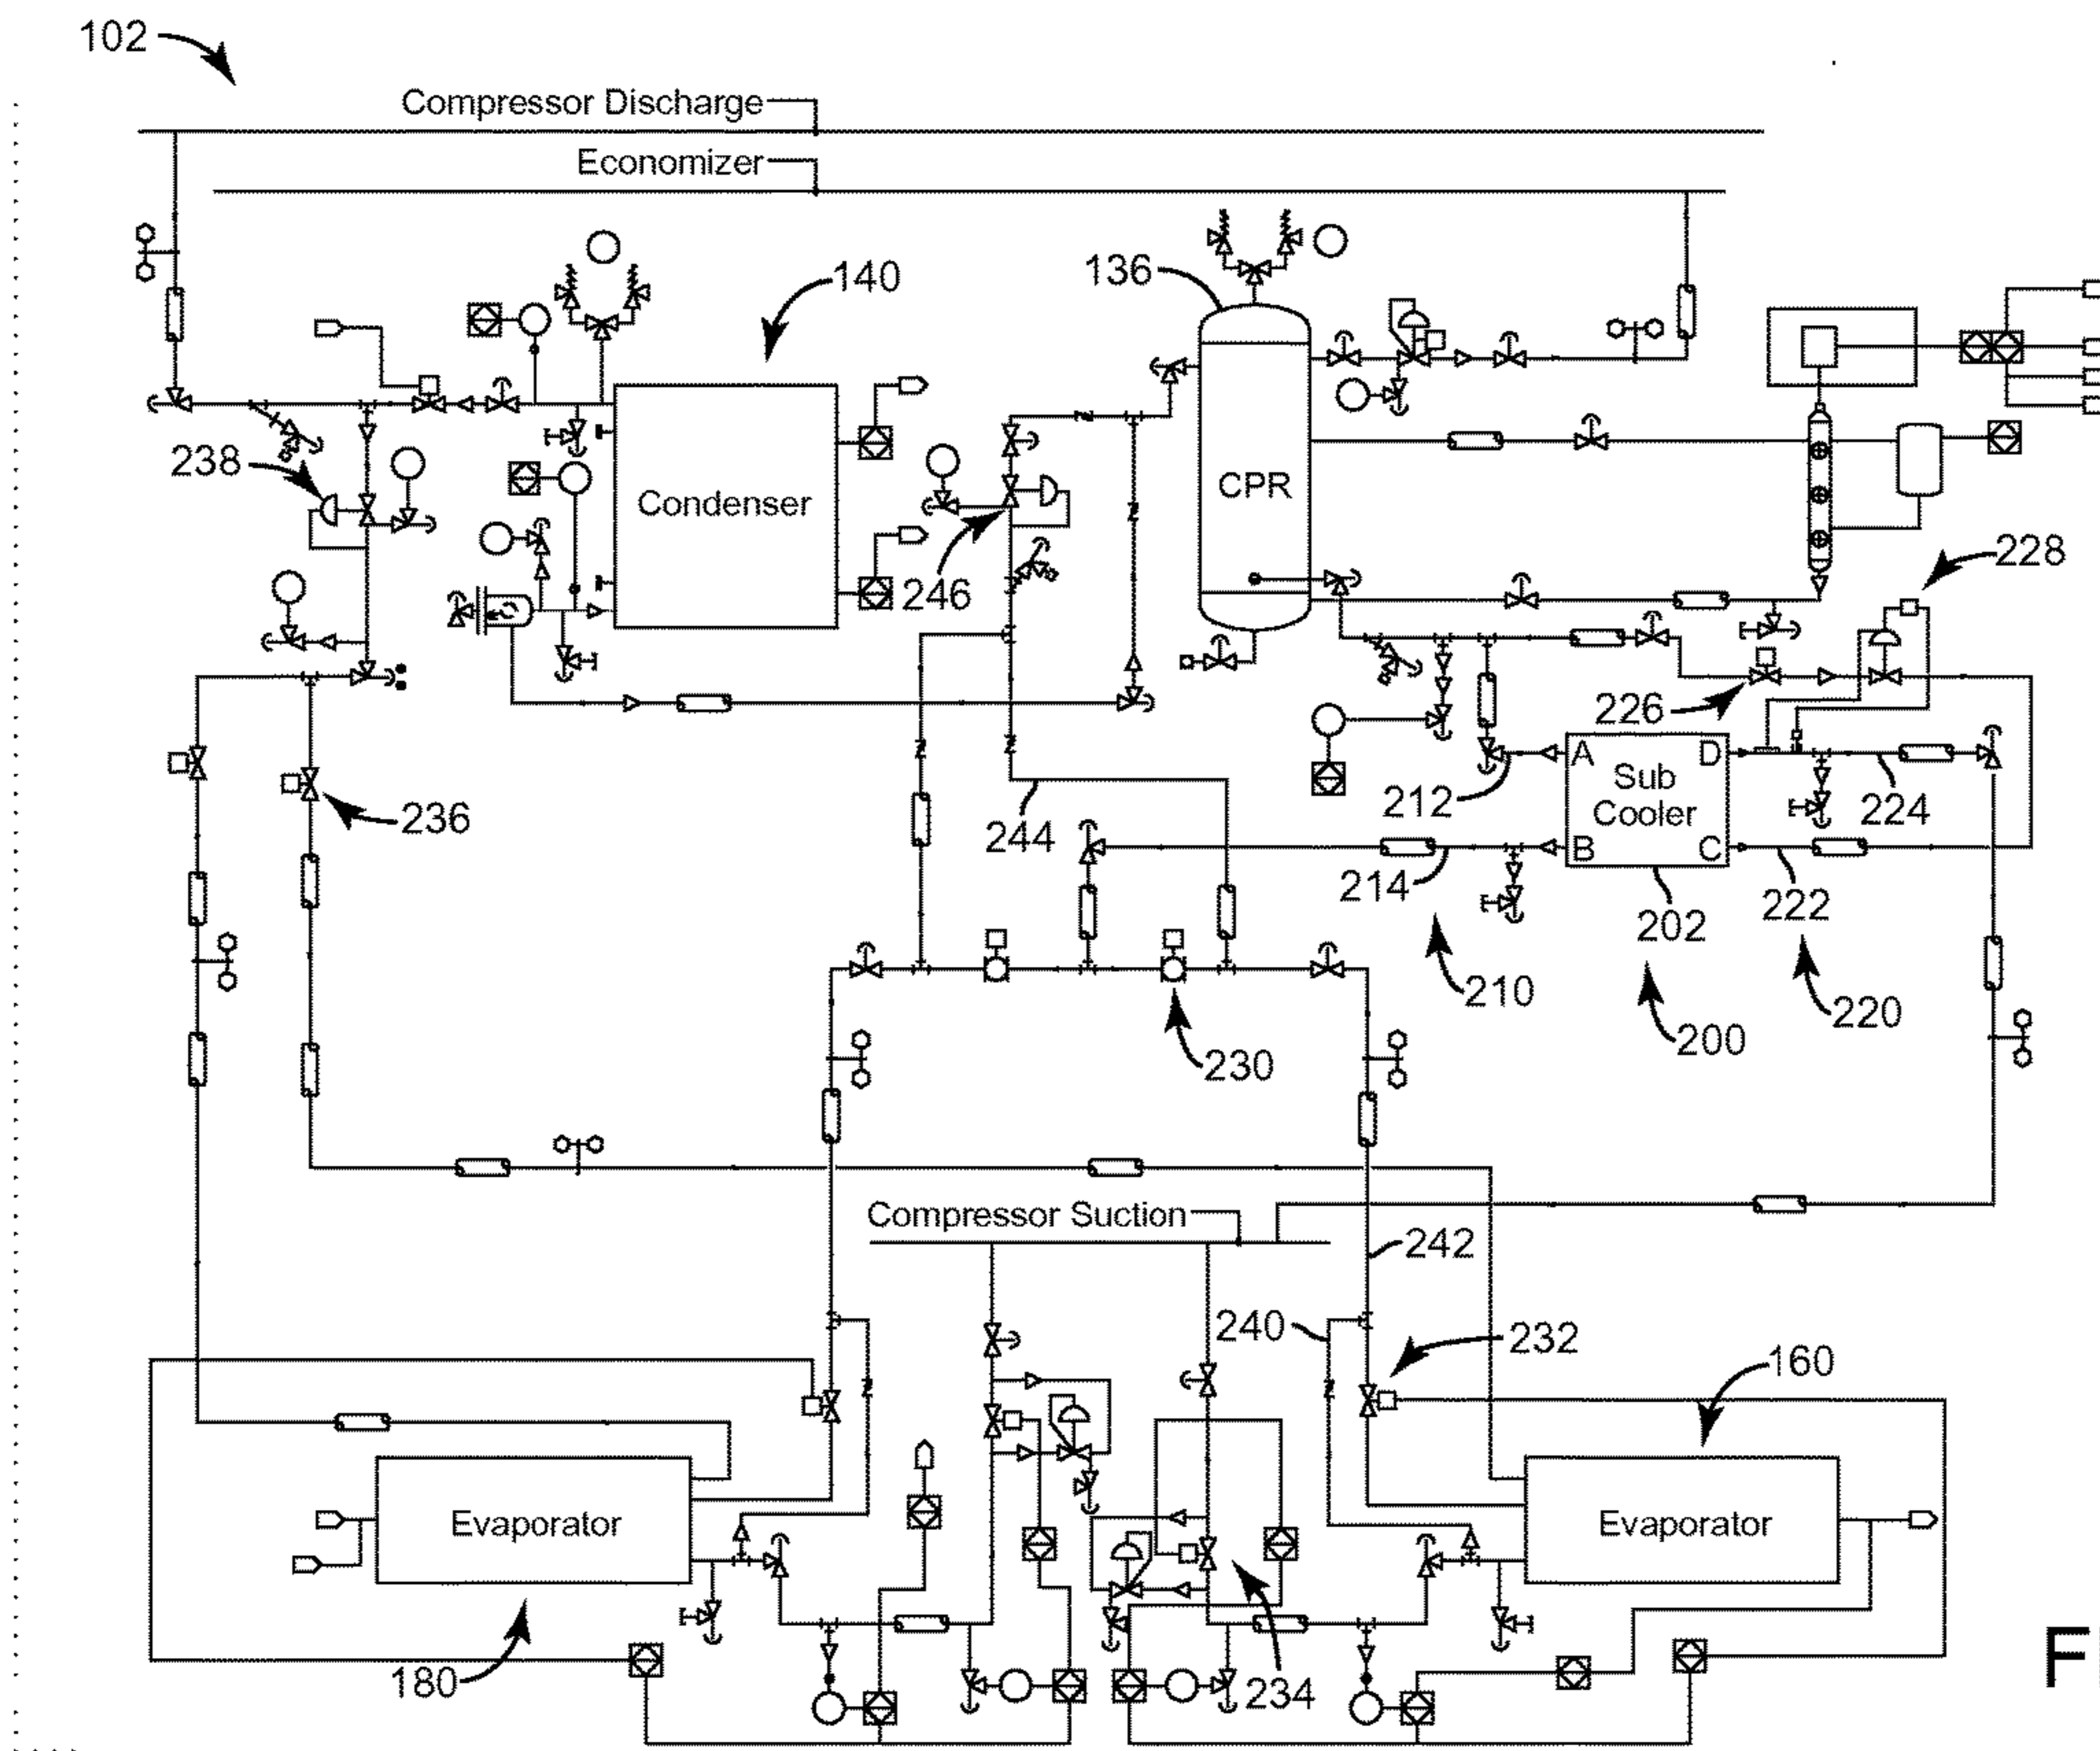 102
Compressor Discharge
Economizer
140
136
238
Condenser
CPR
246
228
226
A
D
Sub
Cooler
B
C
212
224
236
244
214
222
202
210
220
200
230
Compressor Suction
242
240
232
160
Evaporator
Evaporator
180
234